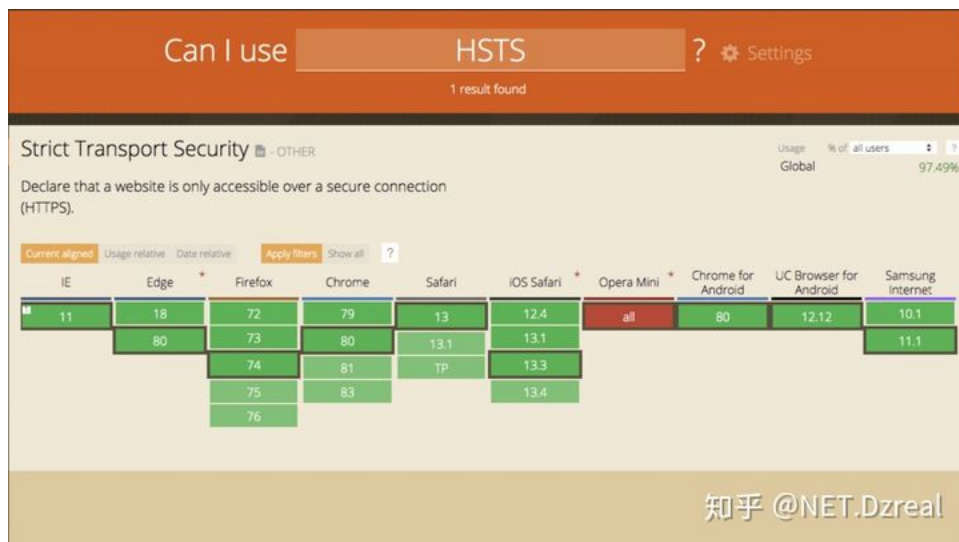 Can I use HSTS ? Settings
1 result found
Strict Transport Security - OTHER
Usage % of all users ?
Global 97.49%
Declare that a website is only accessible over a secure connection
(HTTPS).
Current aligned Usage relative Date relative Apply filters Show all ?
IE Edge * Firefox Chrome Safari iOS Safari * Opera Mini * Chrome for Android UC Browser for Android Samsung Internet
11 18 72 79 13 12.4 all 80 12.12 10.1
80 73 80 13.1 13.1 11.1
74 81 TP 13.3
75 83 13.4
76
知乎 @NET.Dzreal